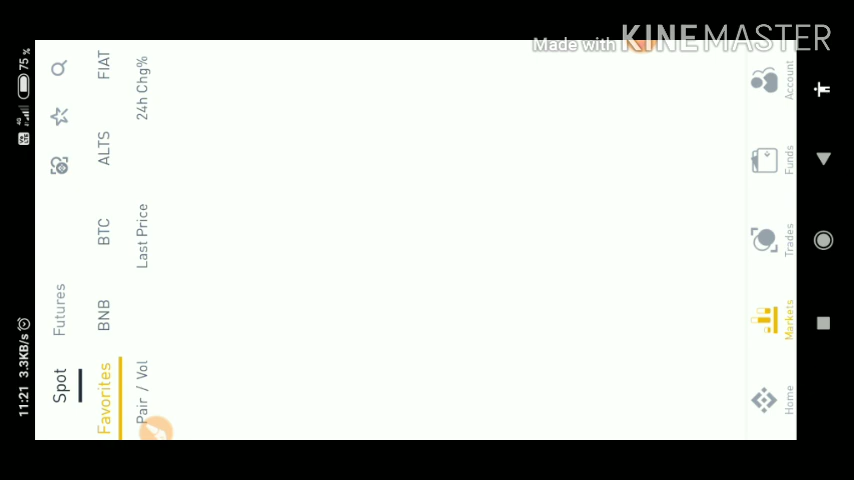 Made with KINEMASTER
11:21 3.3KB/s 75 %
Spot Futures
Favorites BNB BTC ALTS FIAT
Pair / Vol Last Price 24h Chg%
Home Markets Trades Funds Account